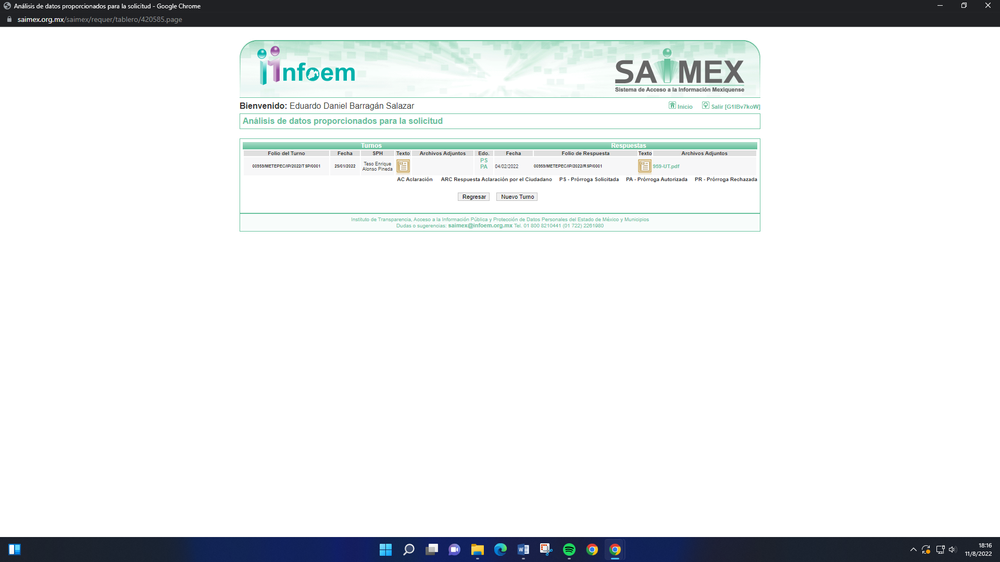 Análisis de datos proporcionados para la solicitud - Google Chrome
saimex.org.mx/saimex/requer/tablero/420585.page
infoem
SAIMEX
Sistema de Acceso a la Información Mexiquense
Bienvenido: Eduardo Daniel Barragán Salazar
Inicio Salir [G1IBv7koW]
Análisis de datos proporcionados para la solicitud
Turnos Respuestas
Folio del Turno Fecha SPH Texto Archivos Adjuntos Edo. Fecha Folio de Respuesta Texto Archivos Adjuntos
00959/METEPEC/IP/2022/TSP/0001 25/01/2022 Teso Enrique Alonso Pineda PS PA 04/02/2022 00959/METEPEC/IP/2022/RSP/0001 959-UT.pdf
AC Aclaración ARC Respuesta Aclaración por el Ciudadano PS - Prórroga Solicitada PA - Prórroga Autorizada PR - Prórroga Rechazada
Regresar Nuevo Turno
Instituto de Transparencia, Acceso a la Información Pública y Protección de Datos Personales del Estado de México y Municipios
Dudas o sugerencias: saimex@infoem.org.mx Tel. 01 800 8210441 (01 722) 2261980
18:16
11/8/2022